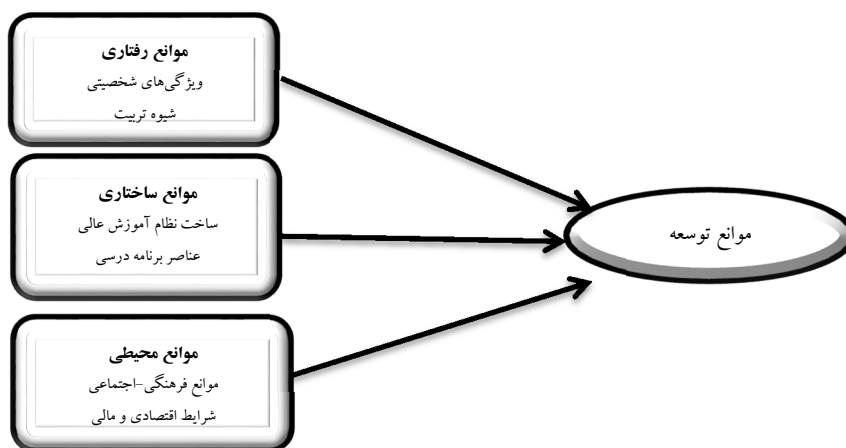 موانع رفتاری
ویژگی‌های شخصیتی
شیوه تربیت
موانع ساختاری
ساخت نظام آموزش عالی
عناصر برنامه درسی
موانع محیطی
موانع فرهنگی-اجتماعی
شرایط اقتصادی و مالی
موانع توسعه